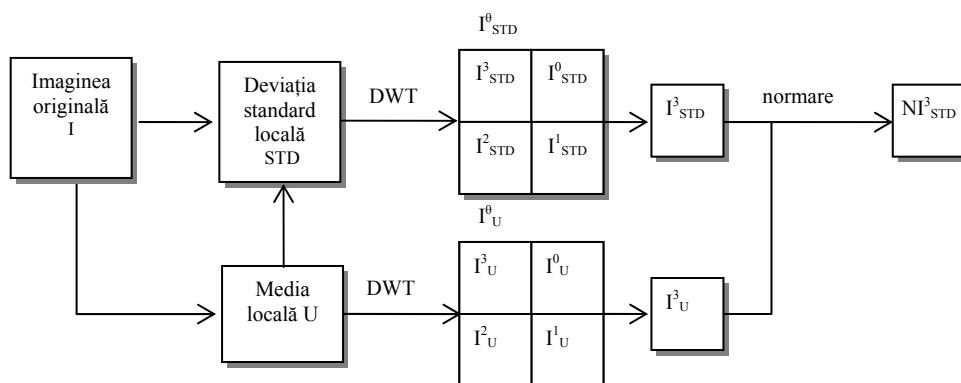 Imaginea
originală
I
Deviația
standard
locală
STD
DWT
I^θ_STD
I^3_STD I^0_STD
I^2_STD I^1_STD
I^3_STD
normare
NI^3_STD
Media
locală U
DWT
I^θ_U
I^3_U I^0_U
I^2_U I^1_U
I^3_U